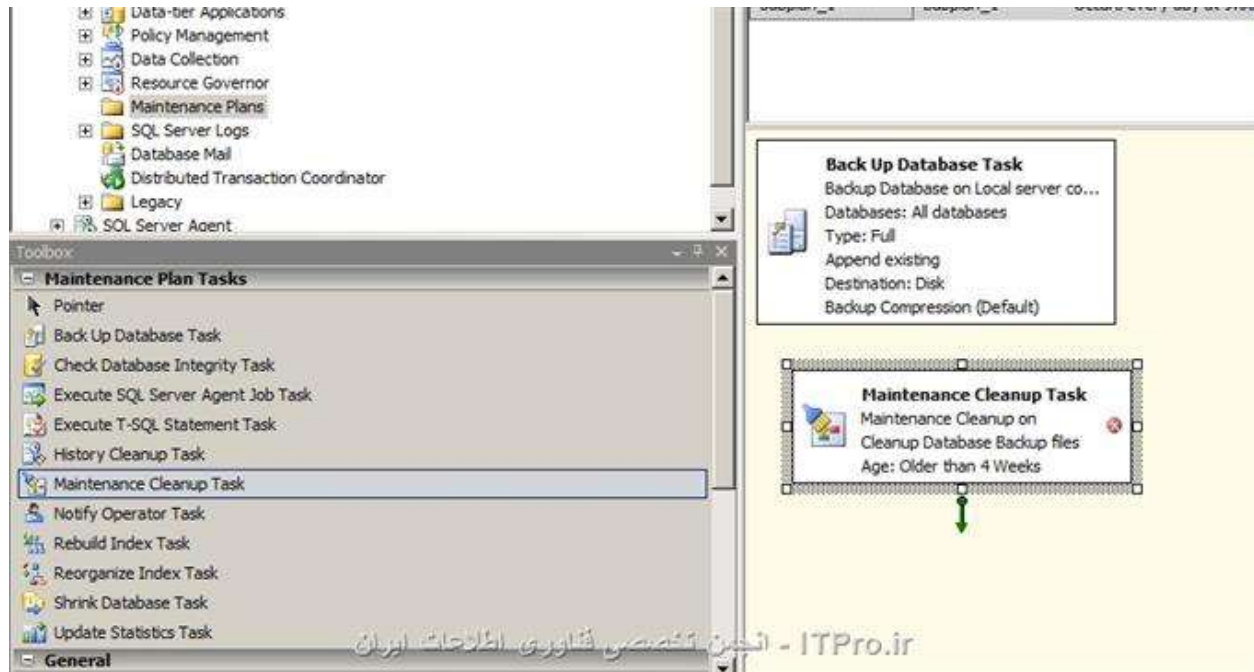 Data-tier Applications
Policy Management
Data Collection
Resource Governor
Maintenance Plans
SQL Server Logs
Database Mail
Distributed Transaction Coordinator
Legacy
SQL Server Agent
Toolbox
Maintenance Plan Tasks
Pointer
Back Up Database Task
Check Database Integrity Task
Execute SQL Server Agent Job Task
Execute T-SQL Statement Task
History Cleanup Task
Maintenance Cleanup Task
Notify Operator Task
Rebuild Index Task
Reorganize Index Task
Shrink Database Task
Update Statistics Task
General
Back Up Database Task
Backup Database on Local server co...
Databases: All databases
Type: Full
Append existing
Destination: Disk
Backup Compression (Default)
Maintenance Cleanup Task
Maintenance Cleanup on
Cleanup Database Backup files
Age: Older than 4 Weeks
انجمن تخصصی فناوری اطلاعات ایران - ITPro.ir